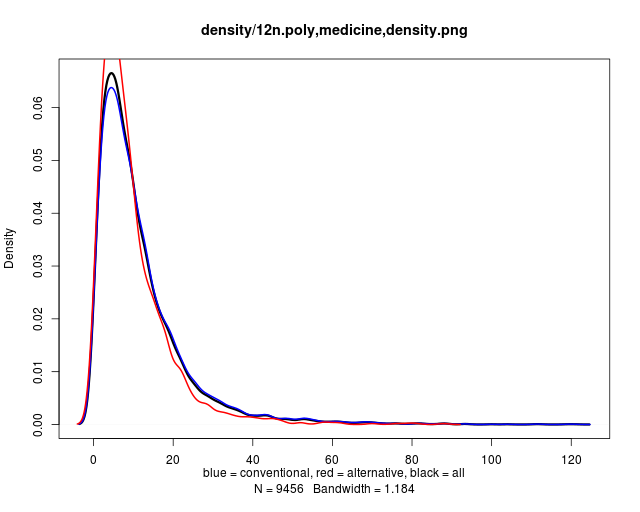 density/12n.poly,medicine,density.png
Density
0.06
0.05
0.04
0.03
0.02
0.01
0.00
0 20 40 60 80 100 120
blue = conventional, red = alternative, black = all
N = 9456 Bandwidth = 1.184